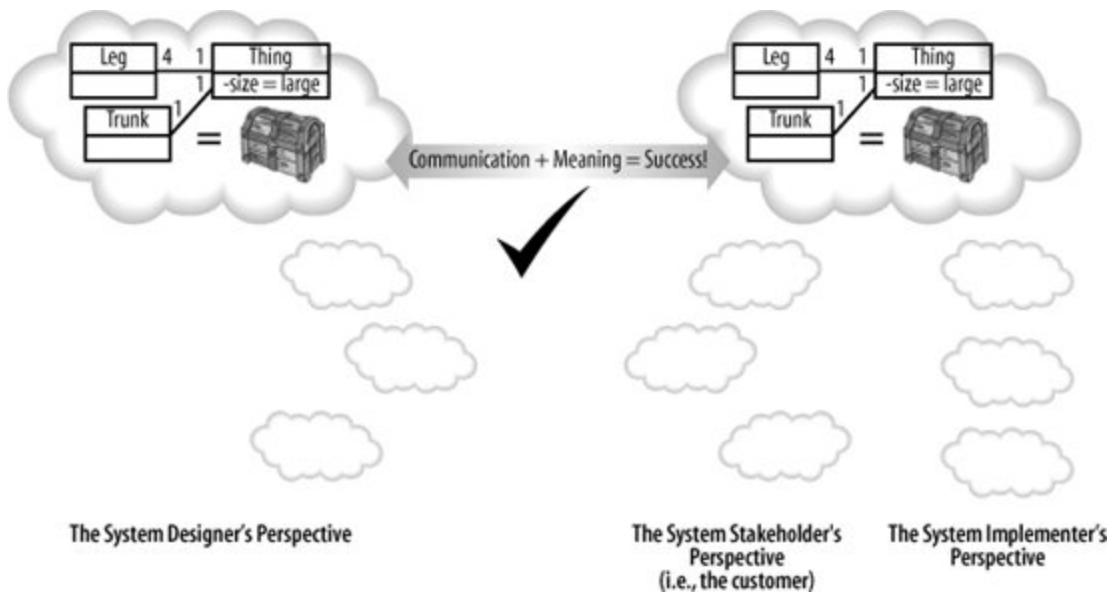 Leg 4 1 Thing
1 -size = large
1
Trunk
=
Leg 4 1 Thing
1 -size = large
1
Trunk
=
Communication + Meaning = Success!
The System Designer's Perspective
The System Stakeholder's
Perspective
(i.e., the customer)
The System Implementer's
Perspective